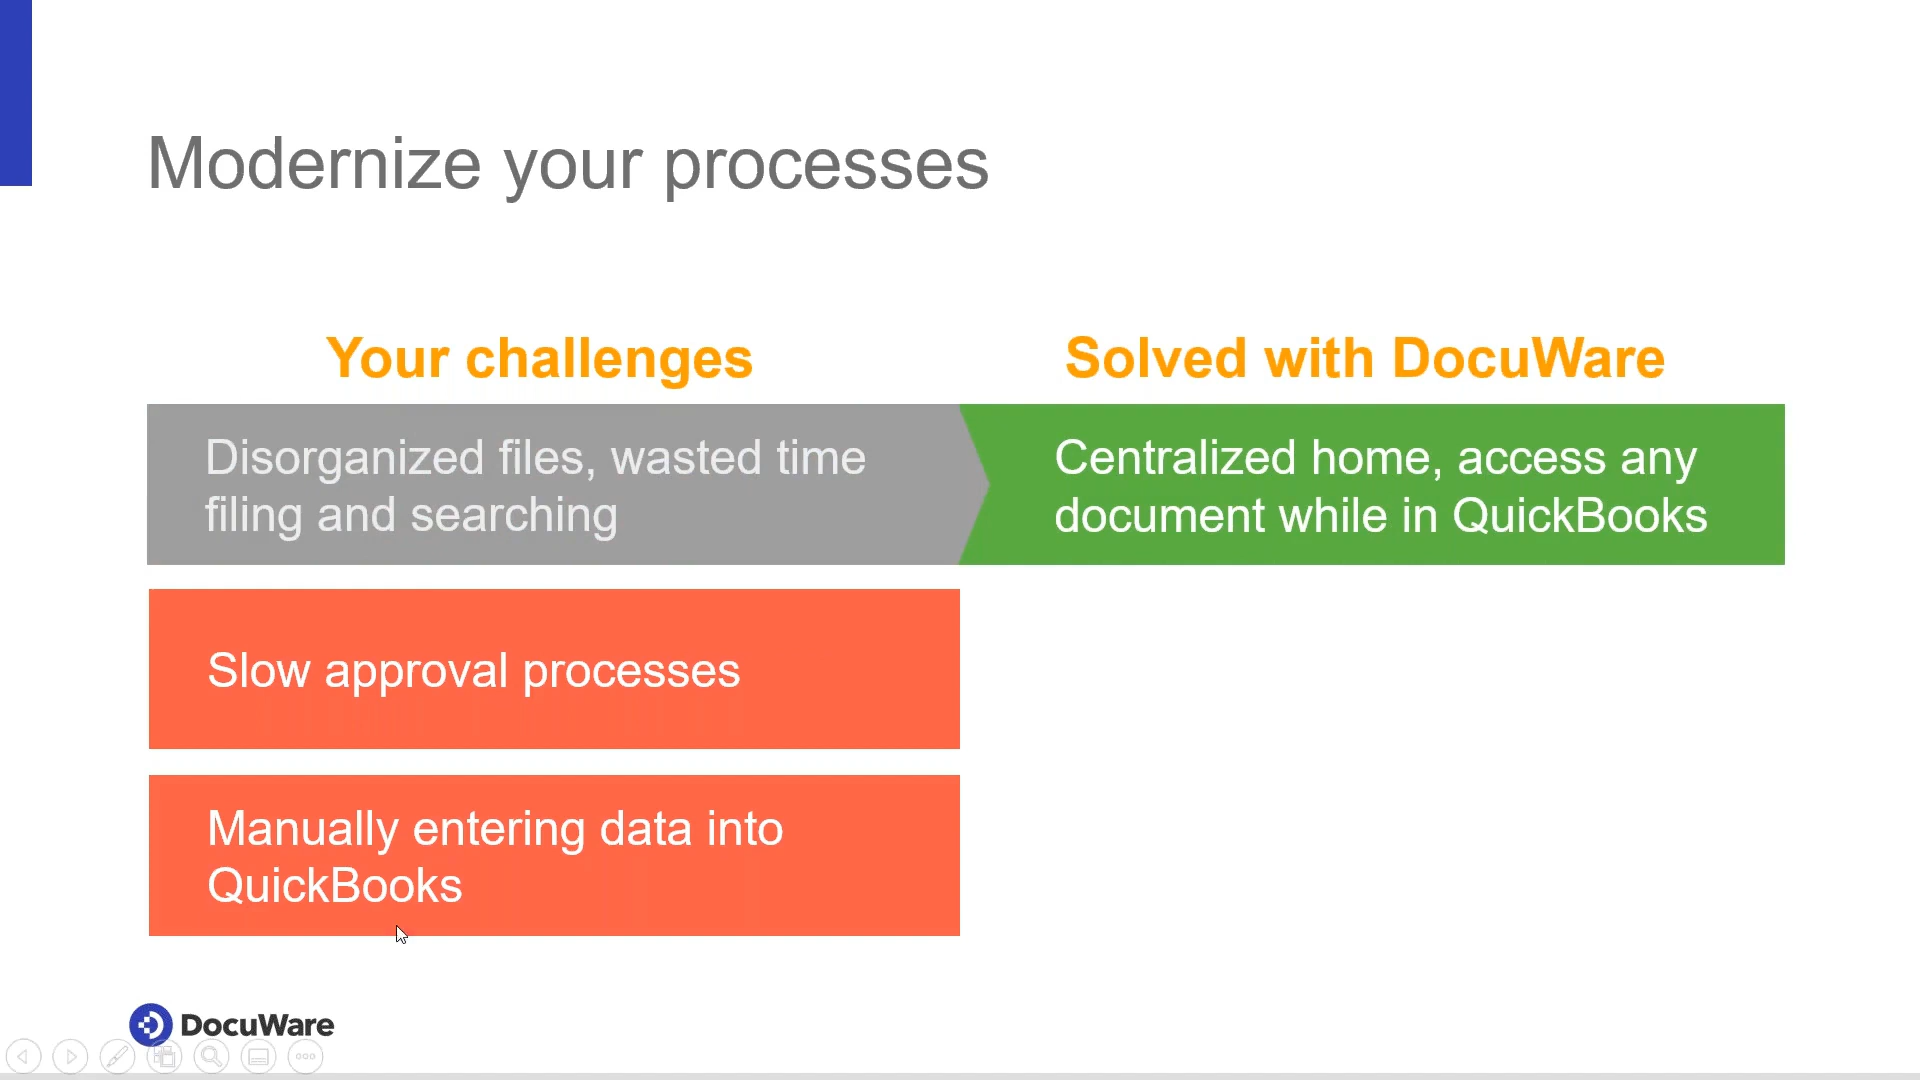 Modernize your processes
Your challenges
Solved with DocuWare
Disorganized files, wasted time
filing and searching
Centralized home, access any
document while in QuickBooks
Slow approval processes
Manually entering data into
QuickBooks
DocuWare